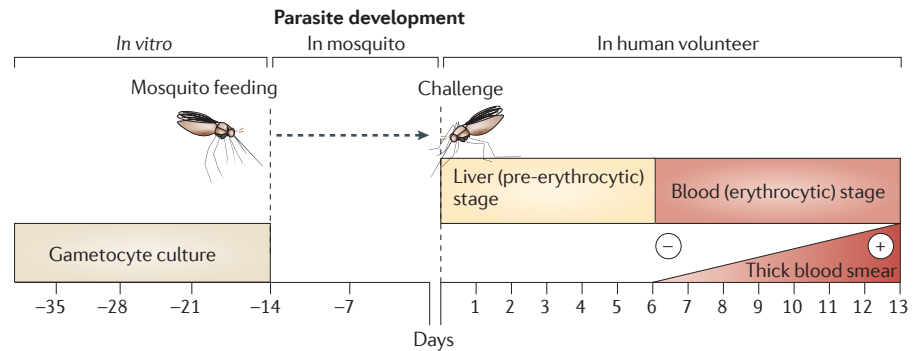 Parasite development
In vitro
In mosquito
In human volunteer
Mosquito feeding
Challenge
Liver (pre-erythrocytic)
stage
Blood (erythrocytic) stage
Gametocyte culture
− +
Thick blood smear
−35 −28 −21 −14 −7 1 2 3 4 5 6 7 8 9 10 11 12 13
Days